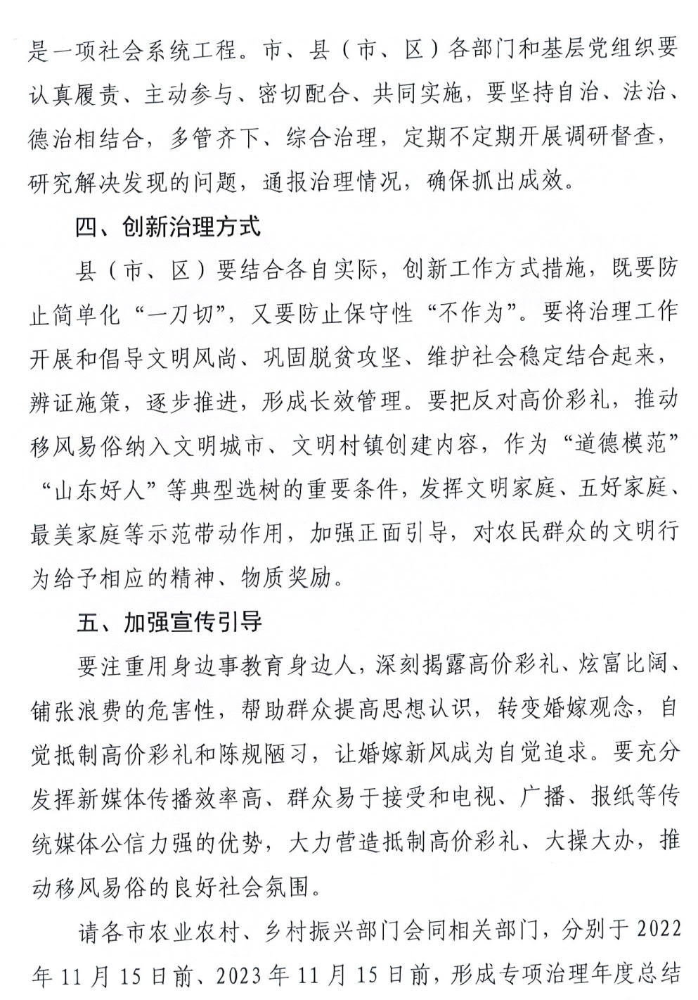 是一项社会系统工程。市、县（市、区）各部门和基层党组织要
认真履责、主动参与、密切配合、共同实施，要坚持自治、法治、
德治相结合，多管齐下、综合治理，定期不定期开展调研督查，
研究解决发现的问题，通报治理情况，确保抓出成效。
四、创新治理方式
县（市、区）要结合各自实际，创新工作方式措施，既要防
止简单化“一刀切”，又要防止保守性“不作为”。要将治理工作
开展和倡导文明风尚、巩固脱贫攻坚、维护社会稳定结合起来，
辨证施策，逐步推进，形成长效管理。要把反对高价彩礼，推动
移风易俗纳入文明城市、文明村镇创建内容，作为“道德模范”
“山东好人”等典型选树的重要条件，发挥文明家庭、五好家庭、
最美家庭等示范带动作用，加强正面引导，对农民群众的文明行
为给予相应的精神、物质奖励。
五、加强宣传引导
要注重用身边事教育身边人，深刻揭露高价彩礼、炫富比阔、
铺张浪费的危害性，帮助群众提高思想认识，转变婚嫁观念，自
觉抵制高价彩礼和陈规陋习，让婚嫁新风成为自觉追求。要充分
发挥新媒体传播效率高、群众易于接受和电视、广播、报纸等传
统媒体公信力强的优势，大力营造抵制高价彩礼、大操大办，推
动移风易俗的良好社会氛围。
请各市农业农村、乡村振兴部门会同相关部门，分别于 2022
年 11 月 15 日前、2023 年 11 月 15 日前，形成专项治理年度总结